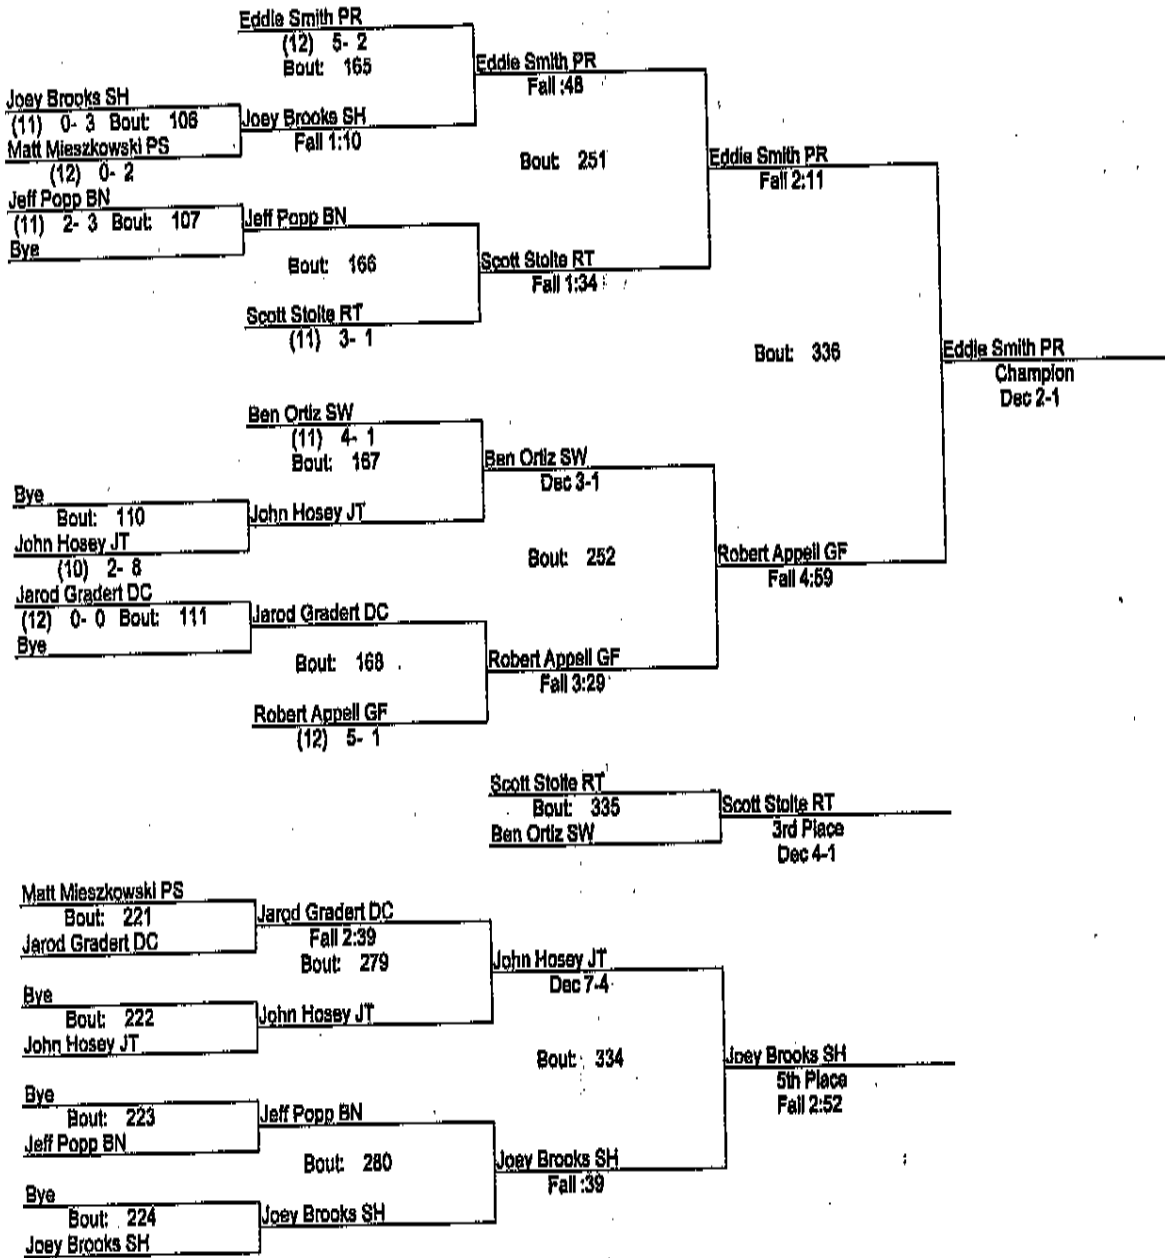 Eddie Smith PR
(12) 5- 2
Bout: 165
Eddie Smith PR
Fall :48
Joey Brooks SH
(11) 0- 3 Bout: 106
Joey Brooks SH
Fall 1:10
Matt Mieszkowski PS
(12) 0- 2
Bout: 251
Eddie Smith PR
Fall 2:11
Jeff Popp BN
(11) 2- 3 Bout: 107
Jeff Popp BN
Bye
Bout: 166
Scott Stolte RT
Fall 1:34
Scott Stolte RT
(11) 3- 1
Bout: 336
Eddie Smith PR
Champion
Dec 2-1
Ben Ortiz SW
(11) 4- 1
Bout: 167
Ben Ortiz SW
Dec 3-1
Bye
Bout: 110
John Hosey JT
John Hosey JT
(10) 2- 8
Bout: 252
Robert Appell GF
Fall 4:59
Jarod Gradert DC
(12) 0- 0 Bout: 111
Jarod Gradert DC
Bye
Bout: 168
Robert Appell GF
Fall 3:29
Robert Appell GF
(12) 5- 1
Scott Stolte RT
Bout: 335
Scott Stolte RT
Ben Ortiz SW
3rd Place
Dec 4-1
Matt Mieszkowski PS
Bout: 221
Jarod Gradert DC
Jarod Gradert DC
Fall 2:39
Bout: 279
John Hosey JT
Dec 7-4
Bye
Bout: 222
John Hosey JT
John Hosey JT
Bout: 334
Joey Brooks SH
5th Place
Fall 2:52
Bye
Bout: 223
Jeff Popp BN
Jeff Popp BN
Bout: 280
Joey Brooks SH
Fall :39
Bye
Bout: 224
Joey Brooks SH
Joey Brooks SH